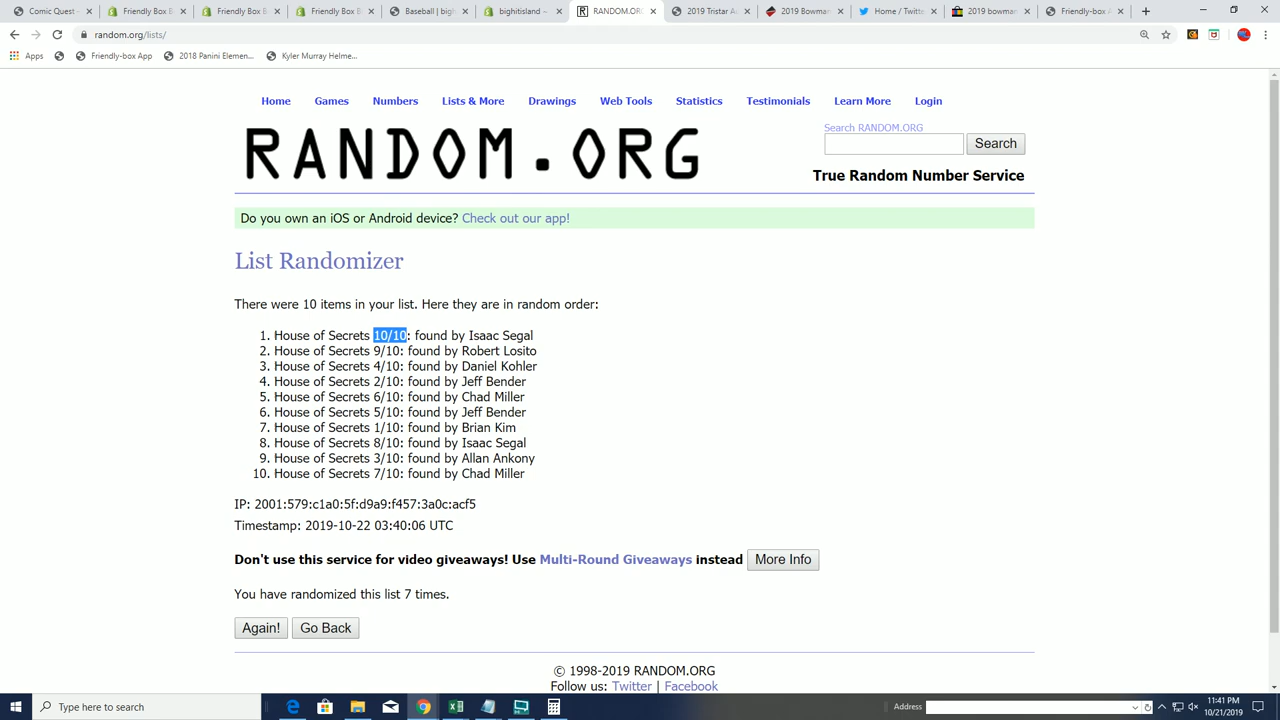 Comic Quest -
Friendly Box B
Friendly Box B
Friendly Box B
Baseball | bigh
bighitisland –
RANDOM.OR
2019 Tristar Au
2019 Bowman
Home / Twitte
2019 bowman
Friendly-box A
random.org/lists/
Apps
Friendly-box App
2018 Panini Elemen...
Kyler Murray Helme...
Home Games Numbers Lists & More Drawings Web Tools Statistics Testimonials Learn More Login
RANDOM.ORG
Search RANDOM.ORG
Search
True Random Number Service
Do you own an iOS or Android device? Check out our app!
List Randomizer
There were 10 items in your list. Here they are in random order:
1. House of Secrets 10/10: found by Isaac Segal
2. House of Secrets 9/10: found by Robert Losito
3. House of Secrets 4/10: found by Daniel Kohler
4. House of Secrets 2/10: found by Jeff Bender
5. House of Secrets 6/10: found by Chad Miller
6. House of Secrets 5/10: found by Jeff Bender
7. House of Secrets 1/10: found by Brian Kim
8. House of Secrets 8/10: found by Isaac Segal
9. House of Secrets 3/10: found by Allan Ankony
10. House of Secrets 7/10: found by Chad Miller
IP: 2001:579:c1a0:5f:d9a9:f457:3a0c:acf5
Timestamp: 2019-10-22 03:40:06 UTC
Don't use this service for video giveaways! Use Multi-Round Giveaways instead More Info
You have randomized this list 7 times.
Again! Go Back
© 1998-2019 RANDOM.ORG
Follow us: Twitter | Facebook
Type here to search
Address
11:41 PM
10/21/2019